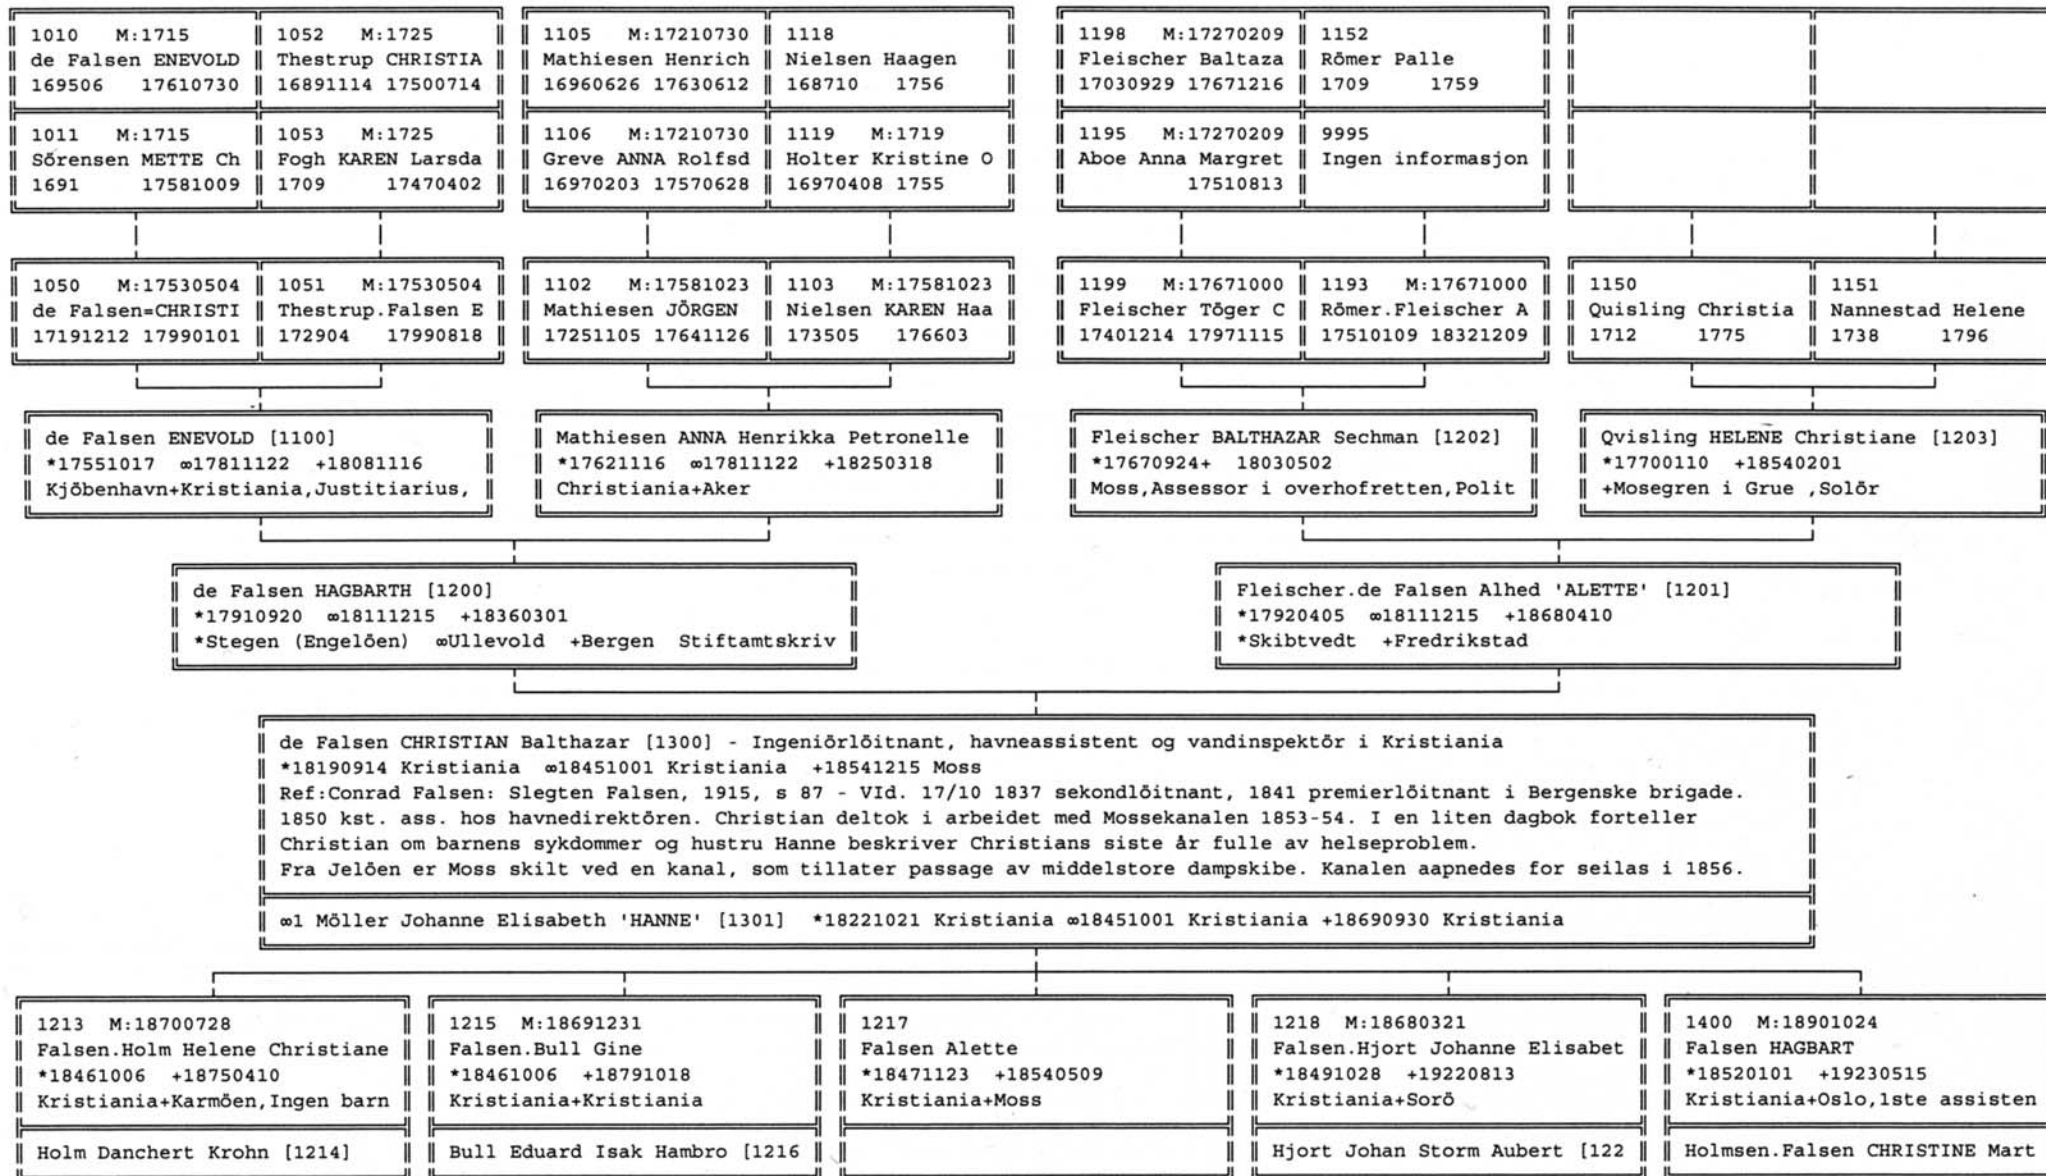 1010 M:1715
de Falsen ENEVOLD
169506 17610730
1052 M:1725
Thestrup CHRISTIA
16891114 17500714
1105 M:17210730
Mathiesen Henrich
16960626 17630612
1118
Nielsen Haagen
168710 1756
1198 M:17270209
Fleischer Baltaza
17030929 17671216
1152
Römer Palle
1709 1759
1011 M:1715
Sörensen METTE Ch
1691 17581009
1053 M:1725
Fogh KAREN Larsda
1709 17470402
1106 M:17210730
Greve ANNA Rolfsd
16970203 17570628
1119 M:1719
Holter Kristine O
16970408 1755
1195 M:17270209
Aboe Anna Margret
17510813
9995
Ingen informasjon
1050 M:17530504
de Falsen=CHRISTI
17191212 17990101
1051 M:17530504
Thestrup.Falsen E
172904 17990818
1102 M:17581023
Mathiesen JÖRGEN
17251105 17641126
1103 M:17581023
Nielsen KAREN Haa
173505 176603
1199 M:17671000
Fleischer Töger C
17401214 17971115
1193 M:17671000
Römer.Fleischer A
17510109 18321209
1150
Quisling Christia
1712 1775
1151
Nannestad Helene
1738 1796
de Falsen ENEVOLD [1100]
*17551017 ∞17811122 +18081116
Kjöbenhavn+Kristiania,Justitiarius,
Mathiesen ANNA Henrikka Petronelle
*17621116 ∞17811122 +18250318
Christiania+Aker
Fleischer BALTHAZAR Sechman [1202]
*17670924+ 18030502
Moss,Assessor i overhofretten,Polit
Qvisling HELENE Christiane [1203]
*17700110 +18540201
+Mosegren i Grue ,Solör
de Falsen HAGBARTH [1200]
*17910920 ∞18111215 +18360301
*Stegen (Engelöen) ∞Ullevold +Bergen Stiftamtskriv
Fleischer.de Falsen Alhed 'ALETTE' [1201]
*17920405 ∞18111215 +18680410
*Skibtvedt +Fredrikstad
de Falsen CHRISTIAN Balthazar [1300] - Ingeniörlöitnant, havneassistent og vandinspektör i Kristiania
*18190914 Kristiania ∞18451001 Kristiania +18541215 Moss
Ref:Conrad Falsen: Slegten Falsen, 1915, s 87 - VId. 17/10 1837 sekondlöitnant, 1841 premierlöitnant i Bergenske brigade.
1850 kst. ass. hos havnedirektören. Christian deltok i arbeidet med Mossekanalen 1853-54. I en liten dagbok forteller
Christian om barnens sykdommer og hustru Hanne beskriver Christians siste år fulle av helseproblem.
Fra Jelöen er Moss skilt ved en kanal, som tillater passage av middelstore dampskibe. Kanalen aapnedes for seilas i 1856.
∞1 Möller Johanne Elisabeth 'HANNE' [1301] *18221021 Kristiania ∞18451001 Kristiania +18690930 Kristiania
1213 M:18700728
Falsen.Holm Helene Christiane
*18461006 +18750410
Kristiania+Karmöen,Ingen barn
Holm Danchert Krohn [1214]
1215 M:18691231
Falsen.Bull Gine
*18461006 +18791018
Kristiania+Kristiania
Bull Eduard Isak Hambro [1216
1217
Falsen Alette
*18471123 +18540509
Kristiania+Moss
1218 M:18680321
Falsen.Hjort Johanne Elisabet
*18491028 +19220813
Kristiania+Sorö
Hjort Johan Storm Aubert [122
1400 M:18901024
Falsen HAGBART
*18520101 +19230515
Kristiania+Oslo,1ste assisten
Holmsen.Falsen CHRISTINE Mart